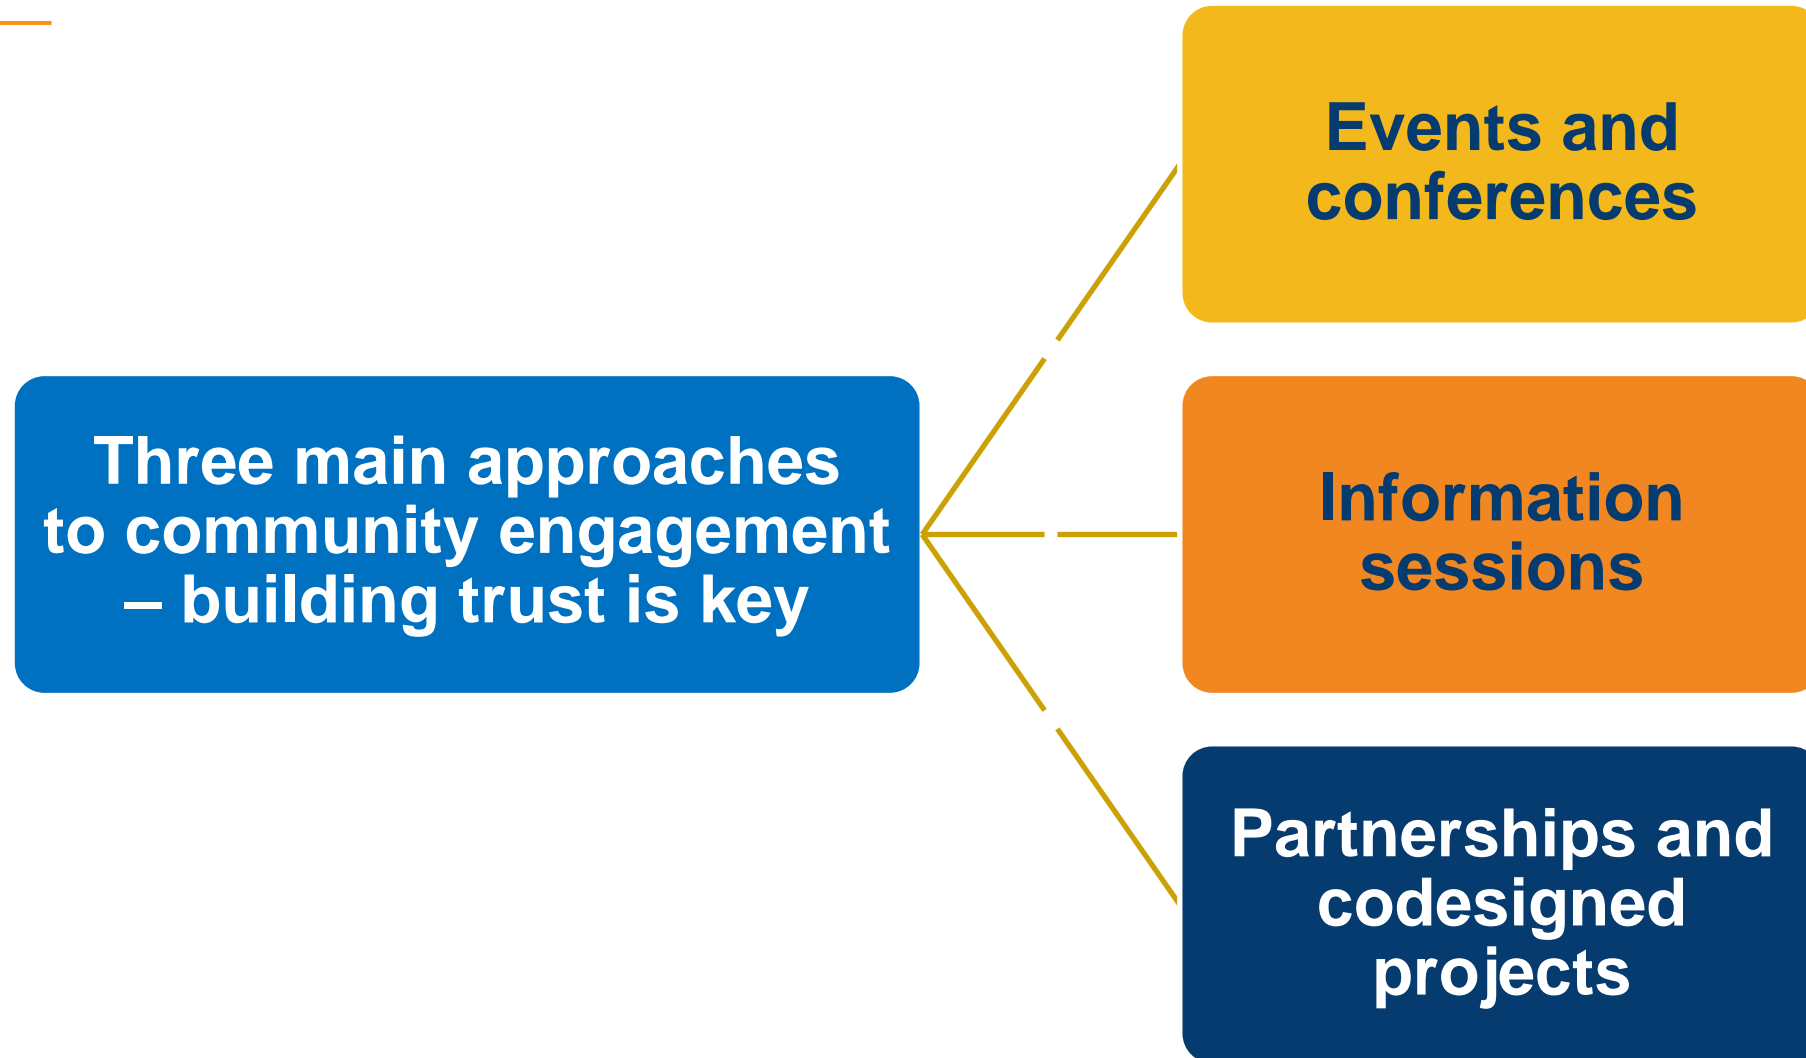 Three main approaches
to community engagement
– building trust is key
Events and
conferences
Information
sessions
Partnerships and
codesigned
projects